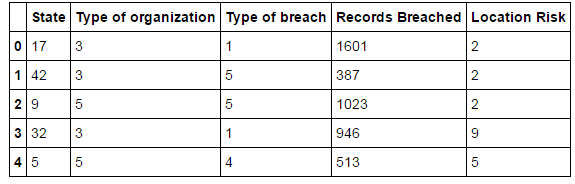 State Type of organization Type of breach Records Breached Location Risk
0 17 3 1 1601 2
1 42 3 5 387 2
2 9 5 5 1023 2
3 32 3 1 946 9
4 5 5 4 513 5